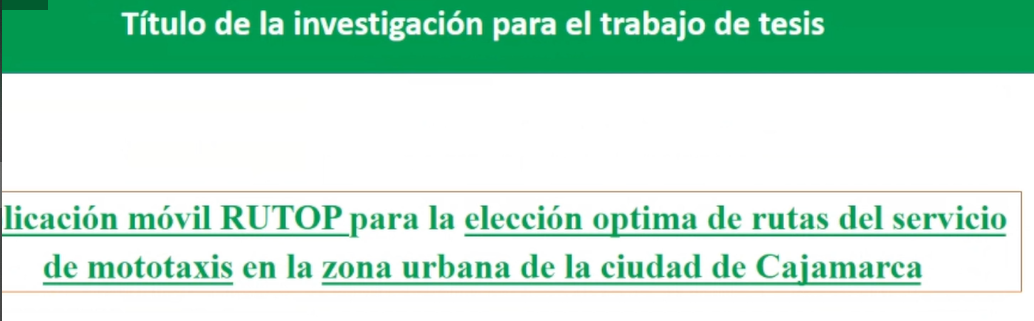 Título de la investigación para el trabajo de tesis
licación móvil RUTOP para la elección optima de rutas del servicio
de mototaxis en la zona urbana de la ciudad de Cajamarca